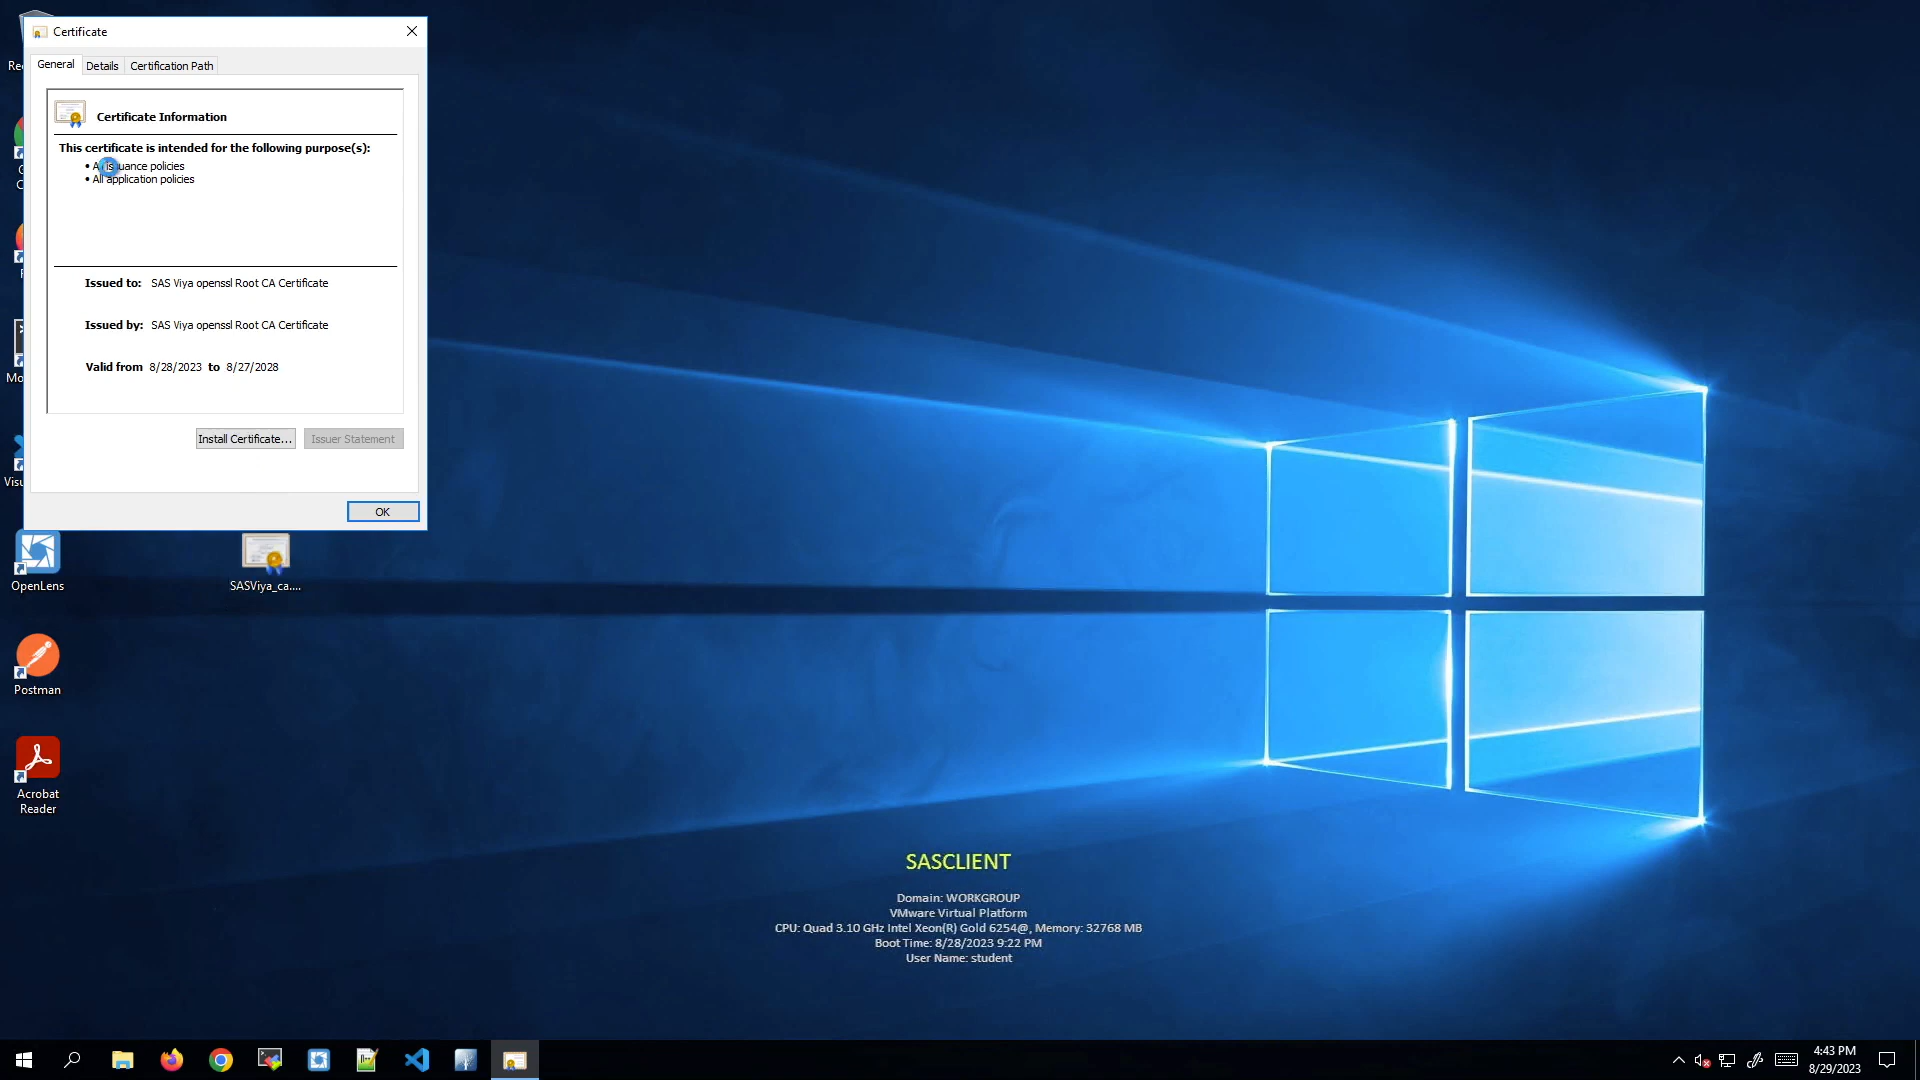 Certificate
General Details Certification Path
Certificate Information
This certificate is intended for the following purpose(s):
• All issuance policies
• All application policies
Issued to: SAS Viya openssl Root CA Certificate
Issued by: SAS Viya openssl Root CA Certificate
Valid from 8/28/2023 to 8/27/2028
Install Certificate... Issuer Statement
OK
OpenLens
SASViya_ca....
Postman
Acrobat
Reader
SASCLIENT
Domain: WORKGROUP
VMware Virtual Platform
CPU: Quad 3.10 GHz Intel Xeon(R) Gold 6254@, Memory: 32768 MB
Boot Time: 8/28/2023 9:22 PM
User Name: student
4:43 PM
8/29/2023